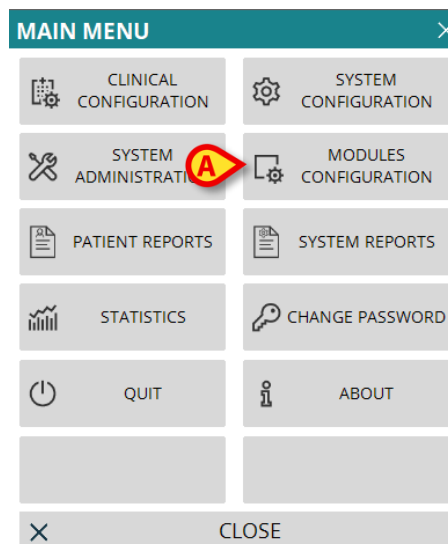 MAIN MENU
CLINICAL
CONFIGURATION
SYSTEM
CONFIGURATION
SYSTEM
A
MODULES
CONFIGURATION
PATIENT REPORTS
SYSTEM REPORTS
STATISTICS
CHANGE PASSWORD
QUIT
ABOUT
CLOSE